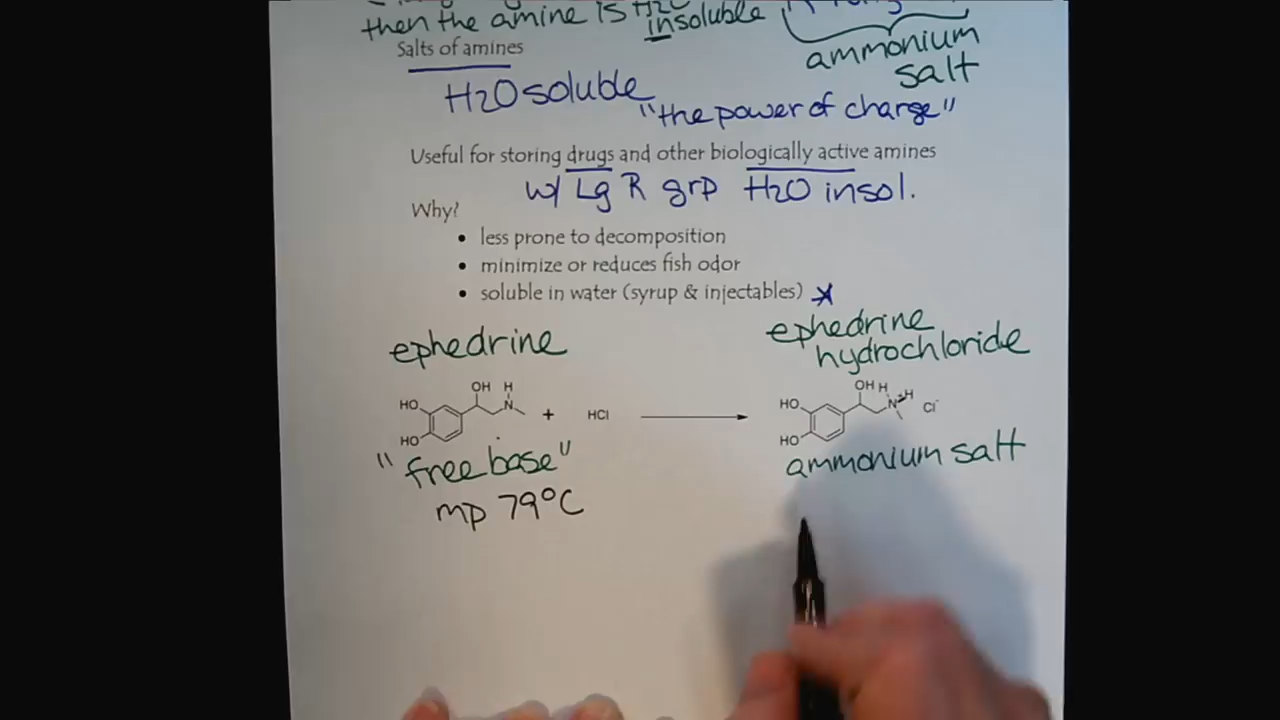 then the amine is H2O insoluble
ammonium
salt
Salts of amines
H2O soluble
"the power of charge"
Useful for storing drugs and other biologically active amines
w/ Lg R grp H2O insol.
Why?
• less prone to decomposition
• minimize or reduces fish odor
• soluble in water (syrup & injectables)
ephedrine
ephedrine
hydrochloride
OH H
HO
N
HO
+ HCl
OH H
H
HO
N
Cl-
HO
"free base"
ammonium salt
mp 79°C